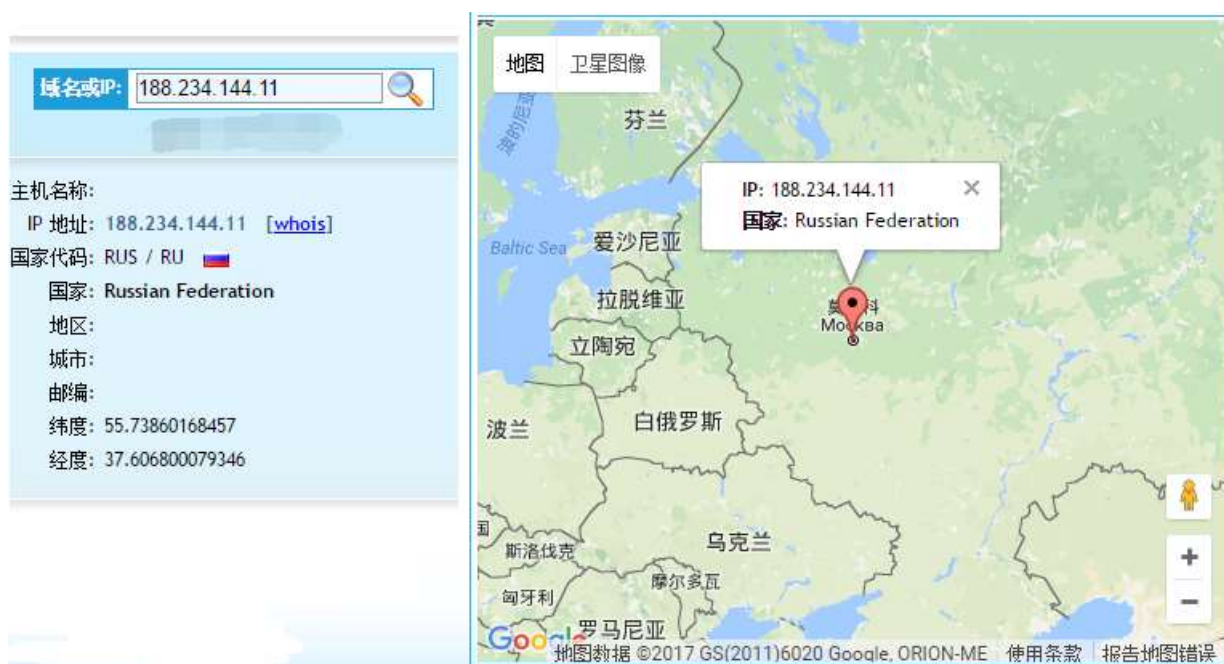 域名或IP: 188.234.144.11
主机名称:
IP 地址: 188.234.144.11 [whois]
国家代码: RUS / RU
国家: Russian Federation
地区:
城市:
邮编:
纬度: 55.73860168457
经度: 37.606800079346
地图 卫星图像
波的尼亚
芬兰
IP: 188.234.144.11
国家: Russian Federation
Baltic Sea
爱沙尼亚
拉脱维亚
Москва
立陶宛
波兰
白俄罗斯
乌克兰
国
斯洛伐克
摩尔多瓦
匈牙利
罗马尼亚
Google
地图数据 ©2017 GS(2011)6020 Google, ORION-ME 使用条款 报告地图错误